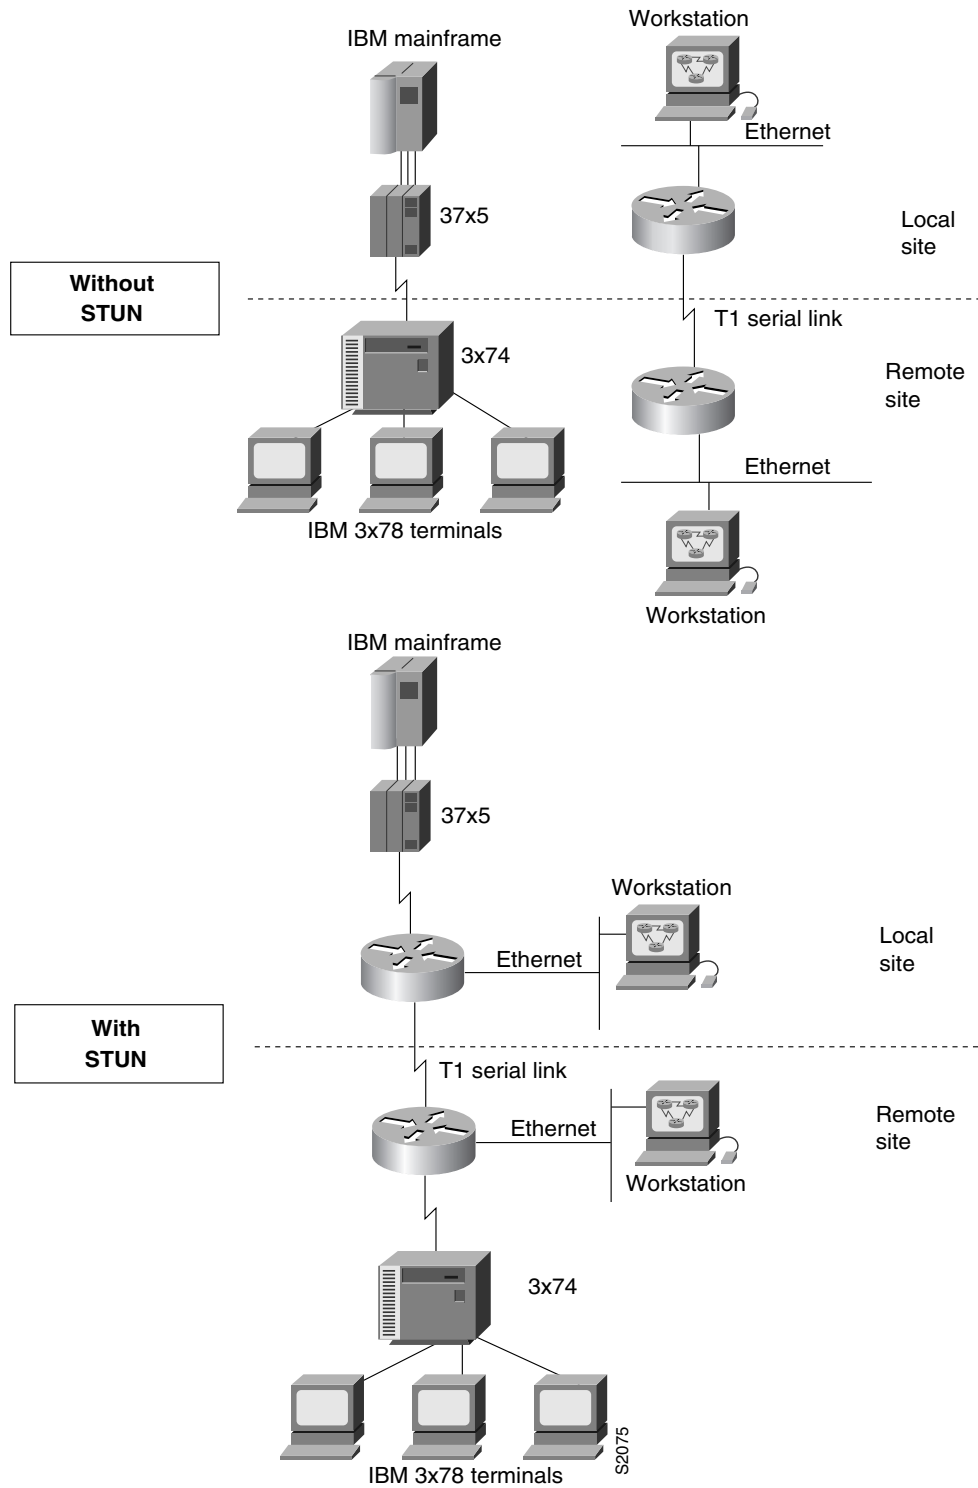 Workstation
IBM mainframe
Ethernet
37x5
Local
site
Without
STUN
T1 serial link
3x74
Remote
site
Ethernet
IBM 3x78 terminals
Workstation
IBM mainframe
37x5
Workstation
Local
site
Ethernet
With
STUN
T1 serial link
Remote
site
Ethernet
Workstation
3x74
S2075
IBM 3x78 terminals